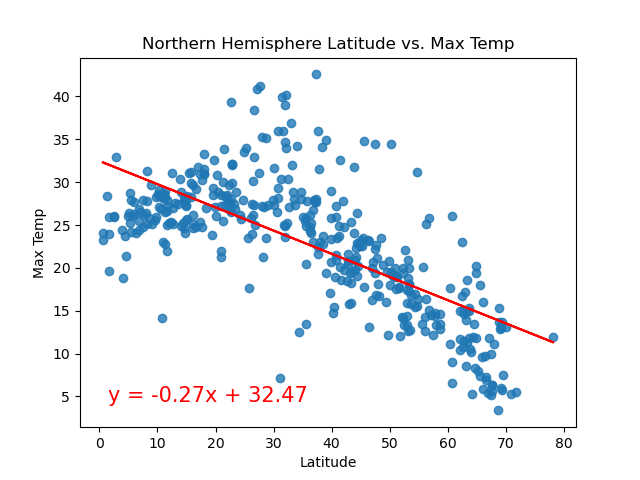 Northern Hemisphere Latitude vs. Max Temp
Max Temp
40
35
30
25
20
15
10
5
y = -0.27x + 32.47
0 10 20 30 40 50 60 70 80
Latitude